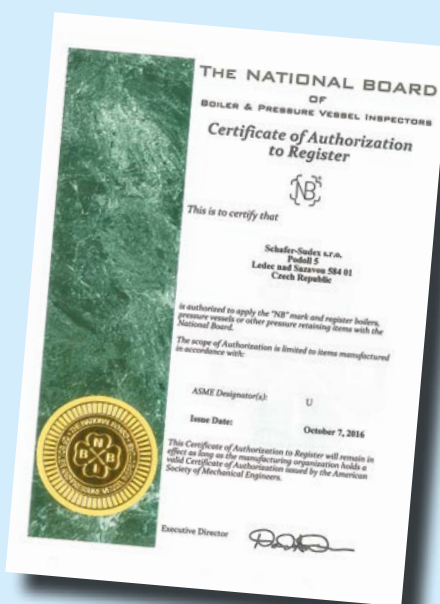 THE NATIONAL BOARD
OF
BOILER & PRESSURE VESSEL INSPECTORS
Certificate of Authorization
to Register
NB
This is to certify that
Schafer-Sudex s.r.o.
Podoli 5
Ledec nad Sazavou 584 01
Czech Republic
is authorized to apply the "NB" mark and register boilers,
pressure vessels or other pressure retaining items with the
National Board.
The scope of Authorization is limited to items manufactured
in accordance with:
ASME Designator(s): U
Issue Date: October 7, 2016
This Certificate of Authorization to Register will remain in
effect as long as the manufacturing organization holds a
valid Certificate of Authorization issued by the American
Society of Mechanical Engineers.
Executive Director